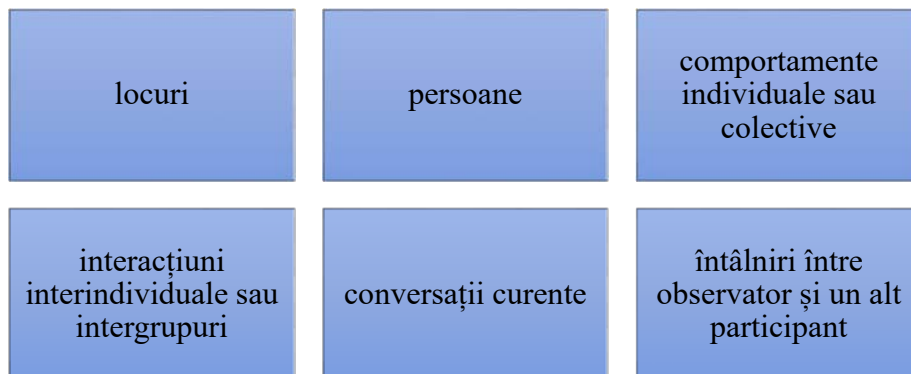 locuri
persoane
comportamente
individuale sau
colective
interacțiuni
interindividuale sau
intergrupuri
conversații curente
întâlniri între
observator și un alt
participant